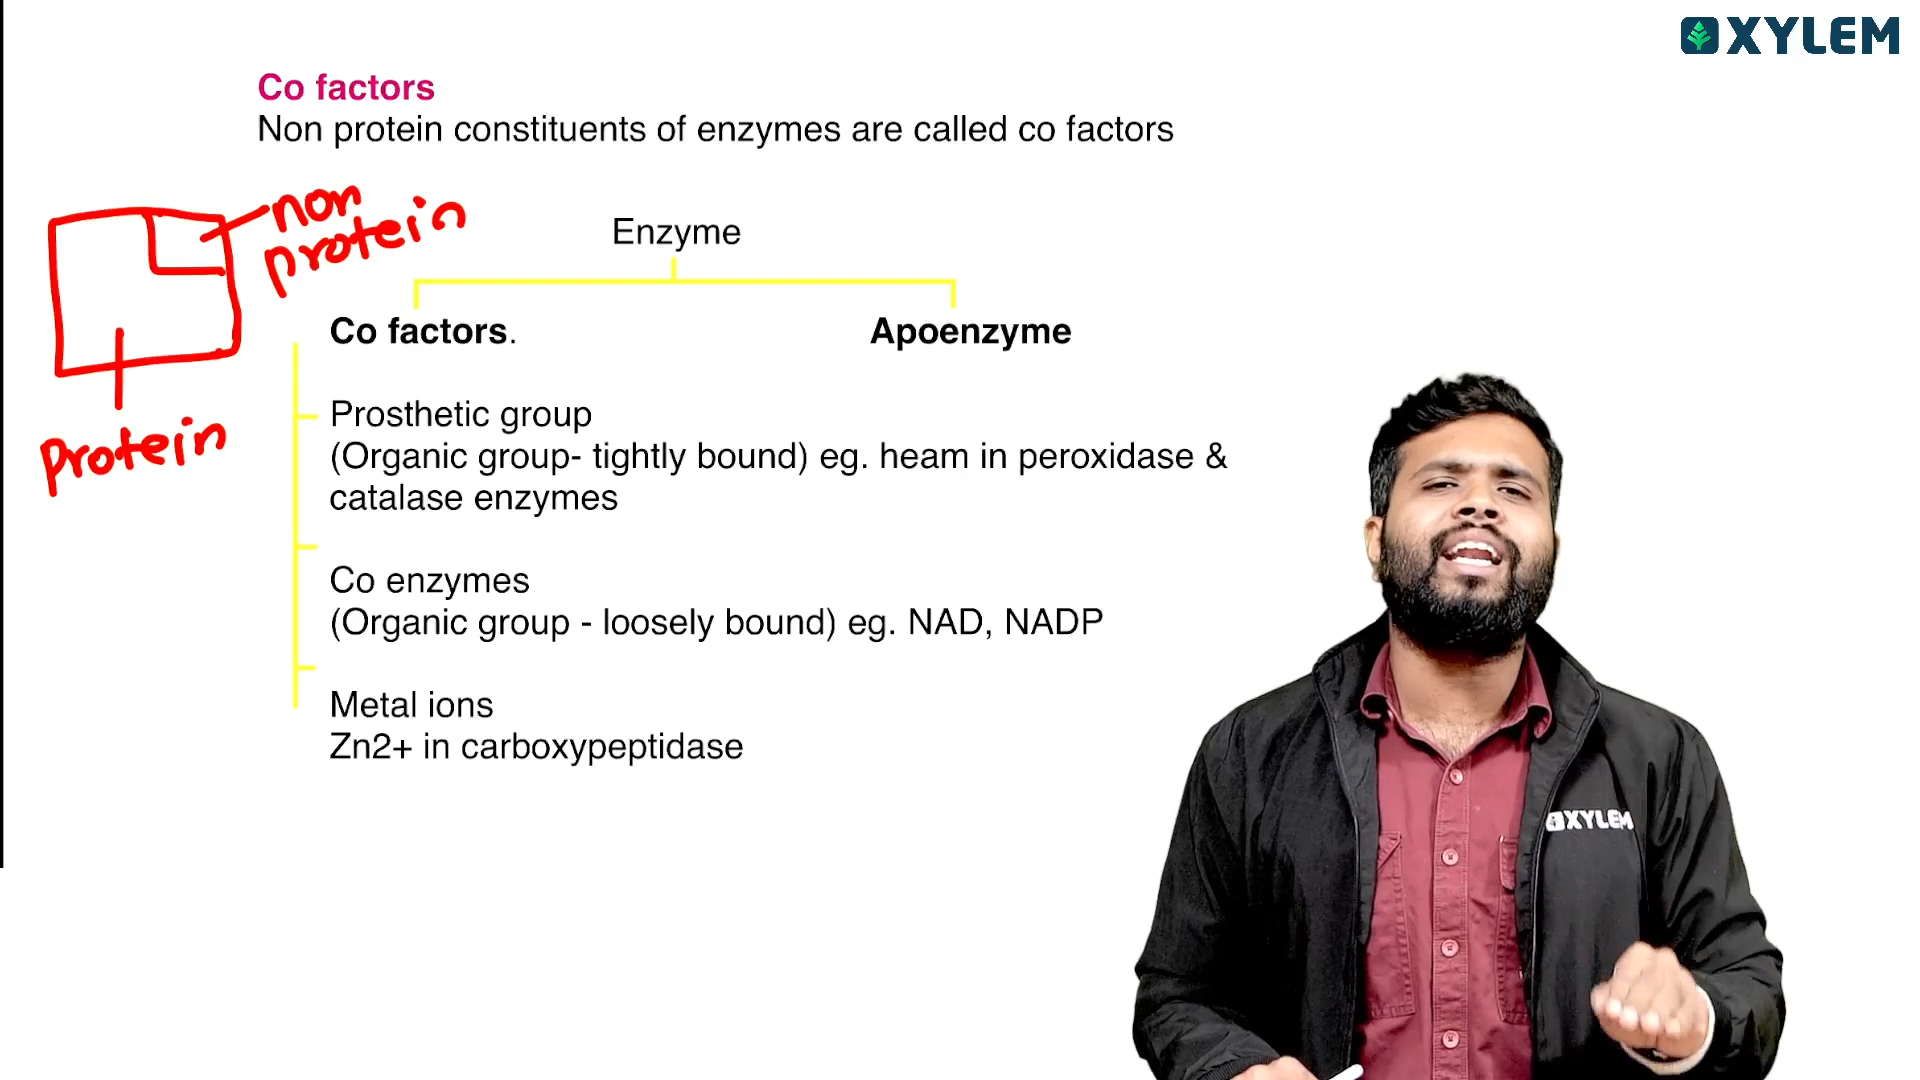 XYLEM
Co factors
Non protein constituents of enzymes are called co factors
non
protein
Enzyme
Co factors.
Apoenzyme
Prosthetic group
(Organic group- tightly bound) eg. heam in peroxidase &
catalase enzymes
protein
Co enzymes
(Organic group - loosely bound) eg. NAD, NADP
Metal ions
Zn2+ in carboxypeptidase
XYLEM